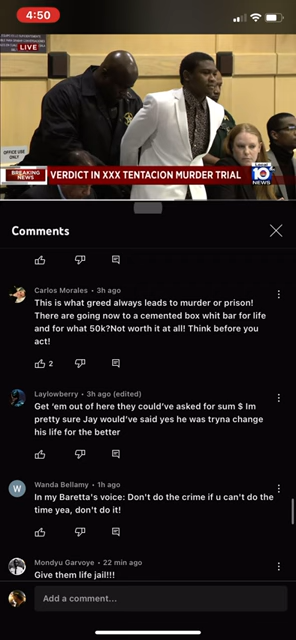 4:50
LIVE
OFFICE USE
ONLY
BREAKING
NEWS
VERDICT IN XXX TENTACION MURDER TRIAL
LOCAL
10
NEWS
Comments
Carlos Morales • 3h ago
This is what greed always leads to murder or prison!
There are going now to a cemented box whit bar for life
and for what 50k?Not worth it at all! Think before you
act!
2
Laylowberry • 3h ago (edited)
Get 'em out of here they could've asked for sum $ Im
pretty sure Jay would've said yes he was tryna change
his life for the better
W
Wanda Bellamy • 1h ago
In my Baretta's voice: Don't do the crime if u can't do the
time yea, don't do it!
Mondyu Garvoye • 22 min ago
Give them life jail!!!
Add a comment...